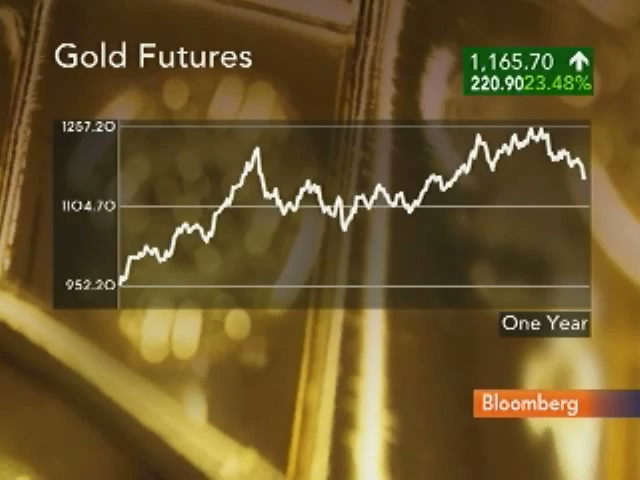 Gold Futures
1,165.70
220.90 23.48%
1257.20
1104.70
952.20
One Year
Bloomberg